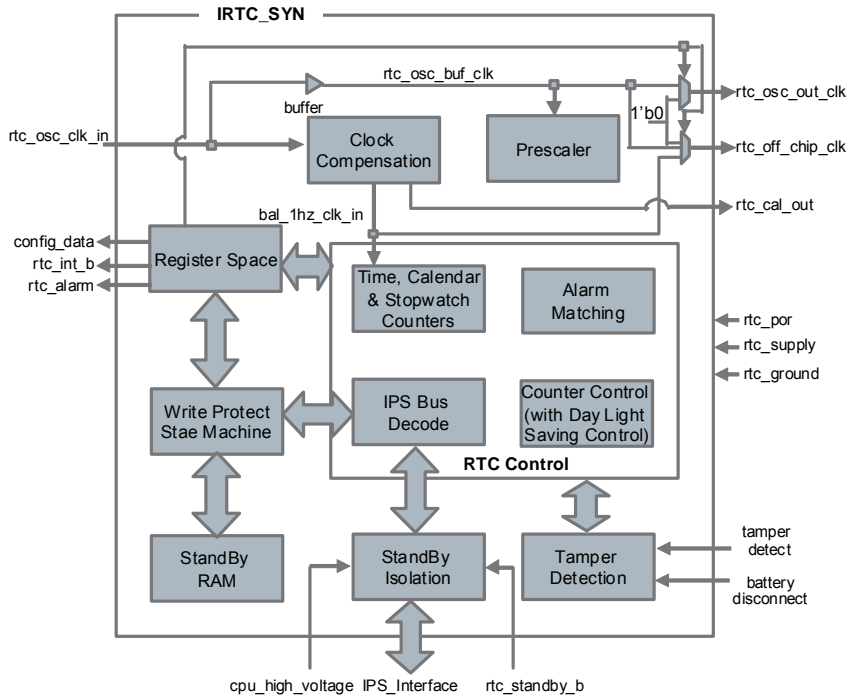 IRTC_SYN
rtc_osc_buf_clk
rtc_osc_out_clk
buffer
1'b0
rtc_osc_clk_in
Clock
Compensation
Prescaler
rtc_off_chip_clk
rtc_cal_out
bal_1hz_clk_in
config_data
rtc_int_b
rtc_alarm
Register Space
Time, Calendar
& Stopwatch
Counters
Alarm
Matching
rtc_por
rtc_supply
rtc_ground
Write Protect
Stae Machine
IPS Bus
Decode
Counter Control
(with Day Light
Saving Control)
RTC Control
StandBy
RAM
StandBy
Isolation
Tamper
Detection
tamper
detect
battery
disconnect
cpu_high_voltage
IPS_Interface
rtc_standby_b